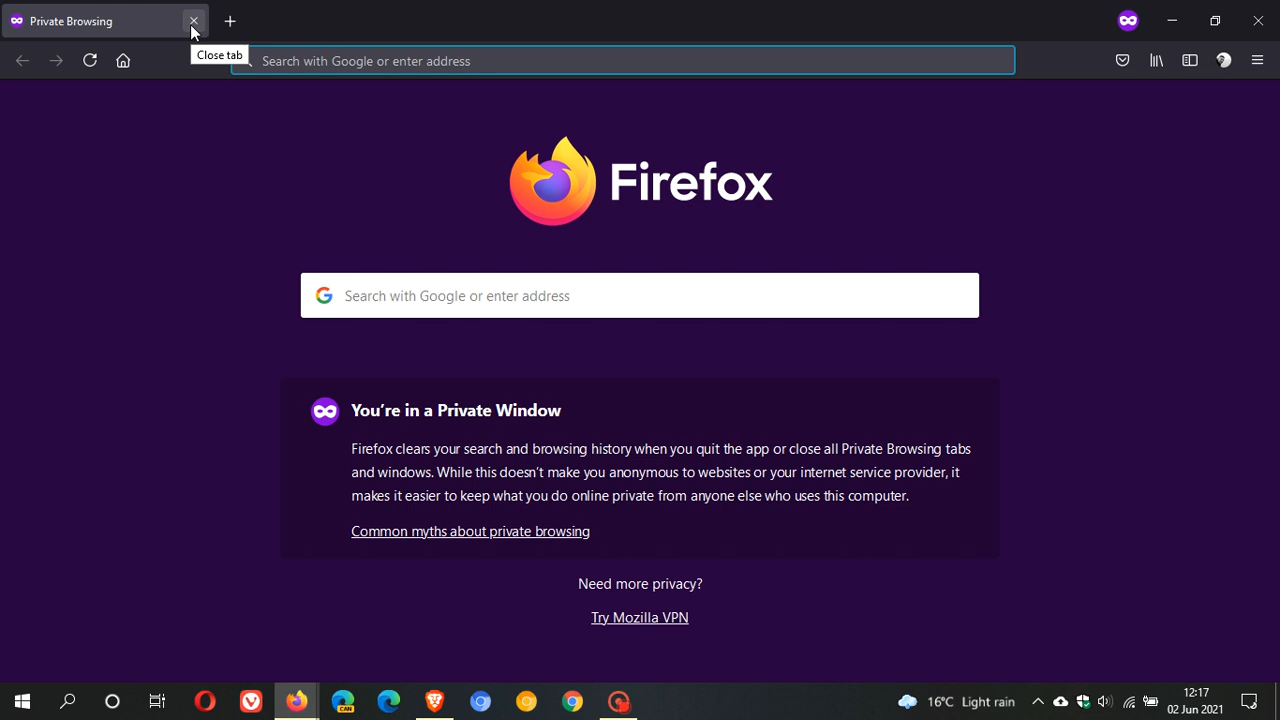 Private Browsing
Close tab
Search with Google or enter address
Firefox
Search with Google or enter address
You’re in a Private Window
Firefox clears your search and browsing history when you quit the app or close all Private Browsing tabs
and windows. While this doesn’t make you anonymous to websites or your internet service provider, it
makes it easier to keep what you do online private from anyone else who uses this computer.
Common myths about private browsing
Need more privacy?
Try Mozilla VPN
CAN
16°C Light rain
12:17
02 Jun 2021